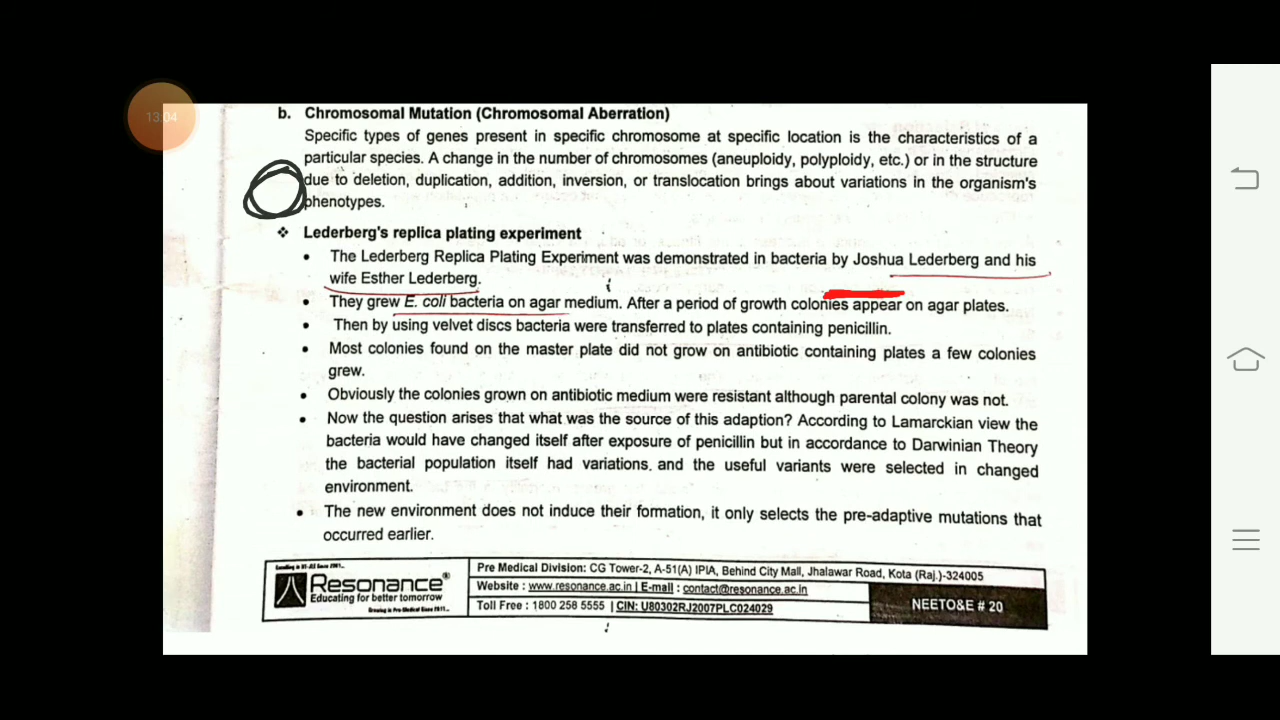 13:04
b. Chromosomal Mutation (Chromosomal Aberration)
Specific types of genes present in specific chromosome at specific location is the characteristics of a
particular species. A change in the number of chromosomes (aneuploidy, polyploidy, etc.) or in the structure
due to deletion, duplication, addition, inversion, or translocation brings about variations in the organism's
phenotypes.
❖ Lederberg's replica plating experiment
• The Lederberg Replica Plating Experiment was demonstrated in bacteria by Joshua Lederberg and his
wife Esther Lederberg.
• They grew E. coli bacteria on agar medium. After a period of growth colonies appear on agar plates.
• Then by using velvet discs bacteria were transferred to plates containing penicillin.
• Most colonies found on the master plate did not grow on antibiotic containing plates a few colonies
grew.
• Obviously the colonies grown on antibiotic medium were resistant although parental colony was not.
• Now the question arises that what was the source of this adaption? According to Lamarckian view the
bacteria would have changed itself after exposure of penicillin but in accordance to Darwinian Theory
the bacterial population itself had variations. and the useful variants were selected in changed
environment.
• The new environment does not induce their formation, it only selects the pre-adaptive mutations that
occurred earlier.
Resonance®
Educating for better tomorrow
Pre Medical Division: CG Tower-2, A-51(A) IPIA, Behind City Mall, Jhalawar Road, Kota (Raj.)-324005
Website : www.resonance.ac.in | E-mail : contact@resonance.ac.in
Toll Free : 1800 258 5555 | CIN: U80302RJ2007PLC024029
NEETO&E # 20